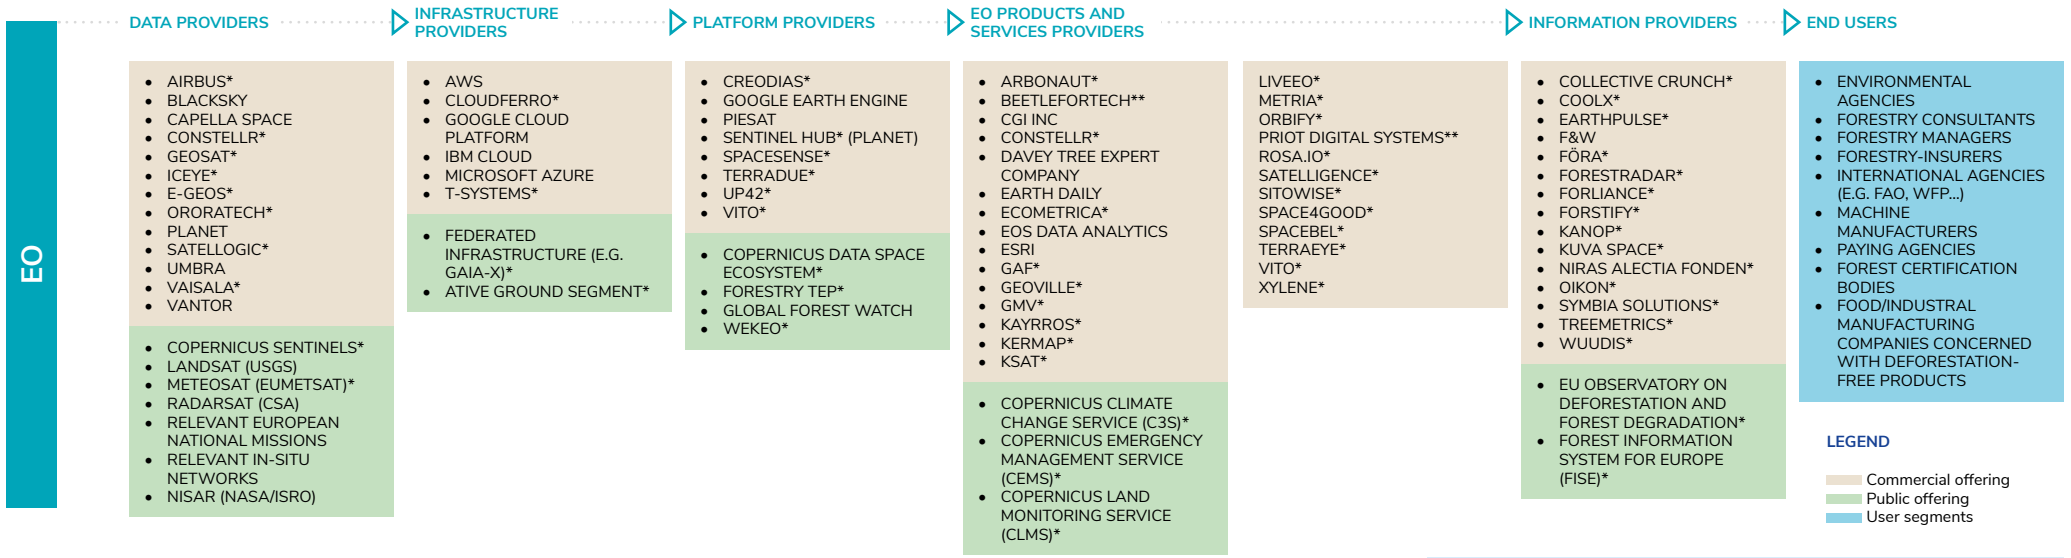 EO
DATA PROVIDERS
INFRASTRUCTURE
PROVIDERS
PLATFORM PROVIDERS
EO PRODUCTS AND
SERVICES PROVIDERS
INFORMATION PROVIDERS
END USERS
• AIRBUS*
• BLACKSKY
• CAPELLA SPACE
• CONSTELLR*
• GEOSAT*
• ICEYE*
• E-GEOS*
• ORORATECH*
• PLANET
• SATELLOGIC*
• UMBRA
• VAISALA*
• VANTOR
• COPERNICUS SENTINELS*
• LANDSAT (USGS)
• METEOSAT (EUMETSAT)*
• RADARSAT (CSA)
• RELEVANT EUROPEAN
NATIONAL MISSIONS
• RELEVANT IN-SITU
NETWORKS
• NISAR (NASA/ISRO)
• AWS
• CLOUDFERRO*
• GOOGLE CLOUD
PLATFORM
• IBM CLOUD
• MICROSOFT AZURE
• T-SYSTEMS*
• FEDERATED
INFRASTRUCTURE (E.G.
GAIA-X)*
• ATIVE GROUND SEGMENT*
• CREODIAS*
• GOOGLE EARTH ENGINE
• PIESAT
• SENTINEL HUB* (PLANET)
• SPACESENSE*
• TERRADUE*
• UP42*
• VITO*
• COPERNICUS DATA SPACE
ECOSYSTEM*
• FORESTRY TEP*
• GLOBAL FOREST WATCH
• WEKEO*
• ARBONAUT*
• BEETLEFORTECH**
• CGI INC
• CONSTELLR*
• DAVEY TREE EXPERT
COMPANY
• EARTH DAILY
• ECOMETRICA*
• EOS DATA ANALYTICS
• ESRI
• GAF*
• GEOVILLE*
• GMV*
• KAYRROS*
• KERMAP*
• KSAT*
• COPERNICUS CLIMATE
CHANGE SERVICE (C3S)*
• COPERNICUS EMERGENCY
MANAGEMENT SERVICE
(CEMS)*
• COPERNICUS LAND
MONITORING SERVICE
(CLMS)*
LIVEEO*
METRIA*
ORBIFY*
PRIOT DIGITAL SYSTEMS**
ROSA.IO*
SATELLIGENCE*
SITOWISE*
SPACE4GOOD*
SPACEBEL*
TERRAEYE*
VITO*
XYLENE*
• COLLECTIVE CRUNCH*
• COOLX*
• EARTHPULSE*
• F&W
• FÖRA*
• FORESTRADAR*
• FORLIANCE*
• FORSTIFY*
• KANOP*
• KUVA SPACE*
• NIRAS ALECTIA FONDEN*
• OIKON*
• SYMBIA SOLUTIONS*
• TREEMETRICS*
• WUUDIS*
• EU OBSERVATORY ON
DEFORESTATION AND
FOREST DEGRADATION*
• FOREST INFORMATION
SYSTEM FOR EUROPE
(FISE)*
• ENVIRONMENTAL
AGENCIES
• FORESTRY CONSULTANTS
• FORESTRY MANAGERS
• FORESTRY-INSURERS
• INTERNATIONAL AGENCIES
(E.G. FAO, WFP...)
• MACHINE
MANUFACTURERS
• PAYING AGENCIES
• FOREST CERTIFICATION
BODIES
• FOOD/INDUSTRIAL
MANUFACTURING
COMPANIES CONCERNED
WITH DEFORESTATION-
FREE PRODUCTS
LEGEND
Commercial offering
Public offering
User segments